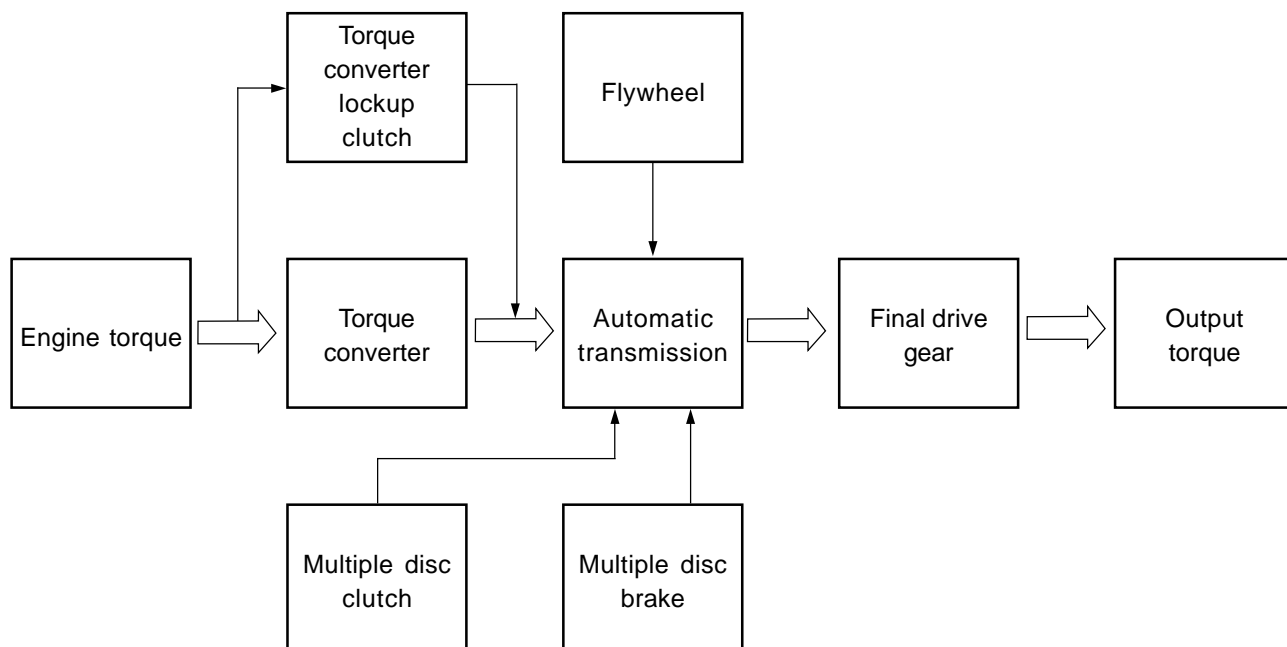 Torque
converter
lockup
clutch
Flywheel
Engine torque
Torque
converter
Automatic
transmission
Final drive
gear
Output
torque
Multiple disc
clutch
Multiple disc
brake